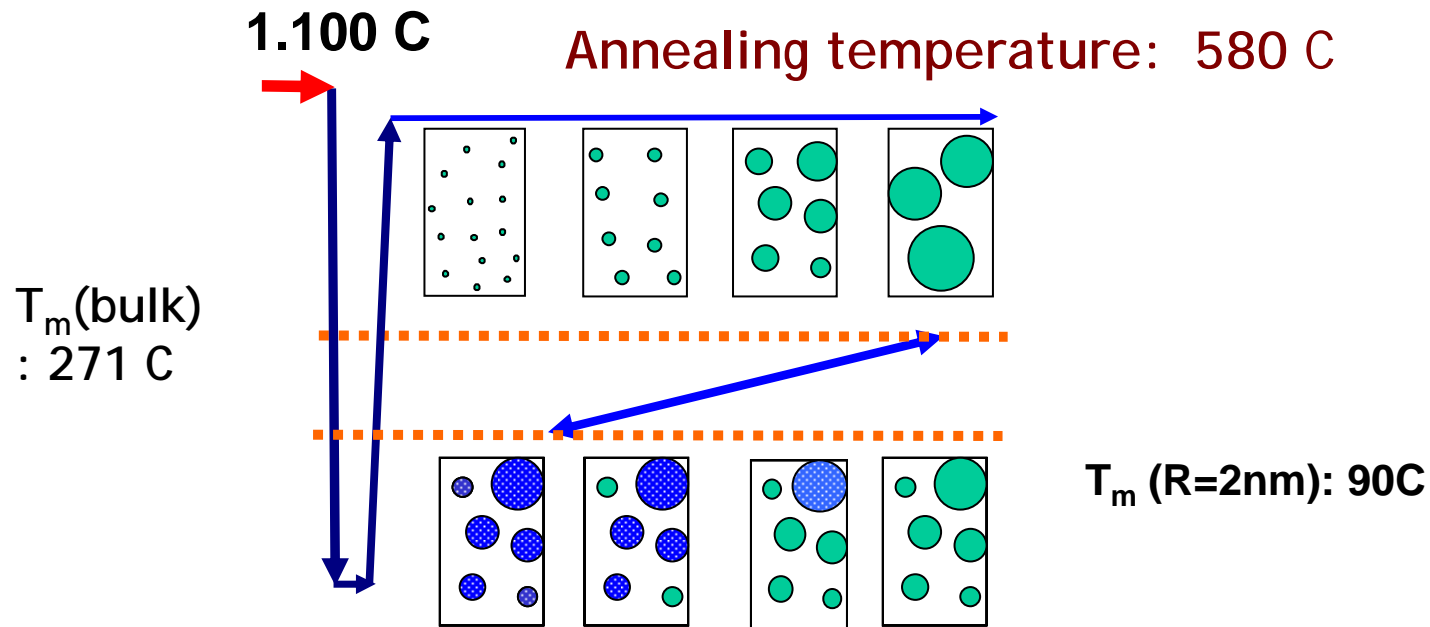 1.100 C
Annealing temperature: 580 C
Tm(bulk)
: 271 C
Tm (R=2nm): 90C